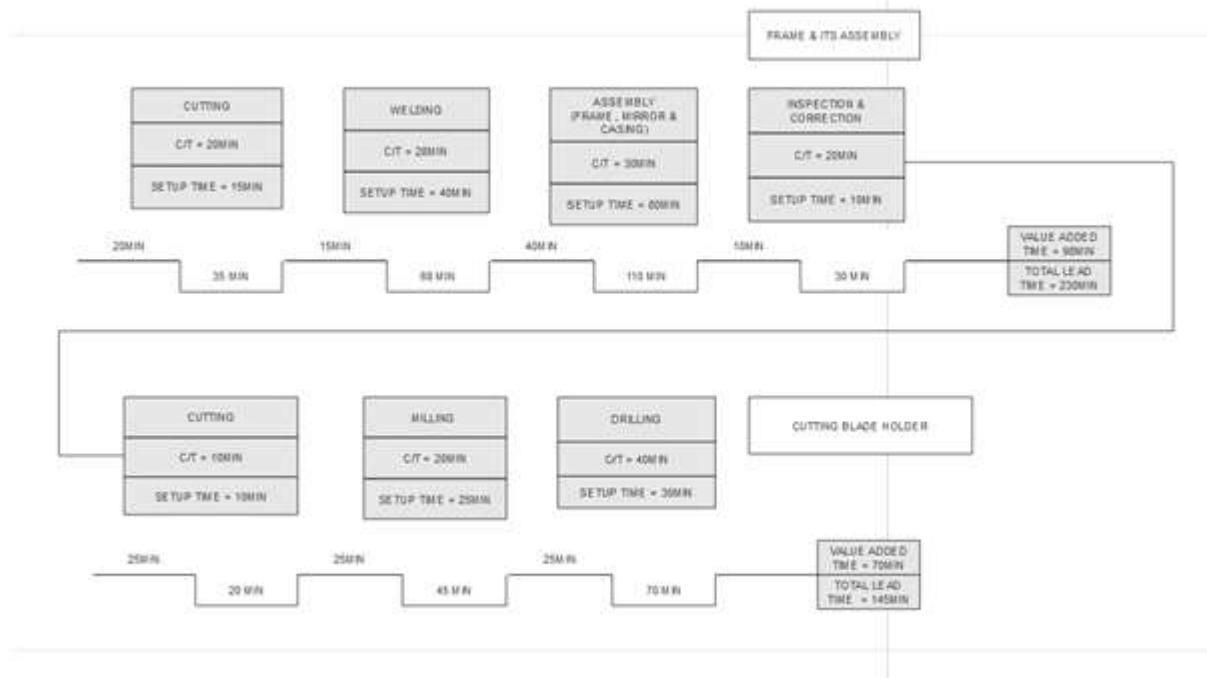 FRAME & ITS ASSEMBLY
CUTTING
C/T = 20MIN
SETUP TIME = 15MIN
WELDING
C/T = 20MIN
SETUP TIME = 40MIN
ASSEMBLY
(FRAME, MIRROR &
CASING)
C/T = 30MIN
SETUP TIME = 80MIN
INSPECTION &
CORRECTION
C/T = 20MIN
SETUP TIME = 10MIN
20MIN
35 MIN
15MIN
60 MIN
40MIN
110 MIN
10MIN
30 MIN
VALUE ADDED
TIME = 90MIN
TOTAL LEAD
TIME = 230MIN
CUTTING
C/T = 10MIN
SETUP TIME = 10MIN
MILLING
C/T = 20MIN
SETUP TIME = 25MIN
DRILLING
C/T = 40MIN
SETUP TIME = 30MIN
CUTTING BLADE HOLDER
25MIN
20 MIN
25MIN
45 MIN
25MIN
70 MIN
VALUE ADDED
TIME = 70MIN
TOTAL LEAD
TIME = 145MIN